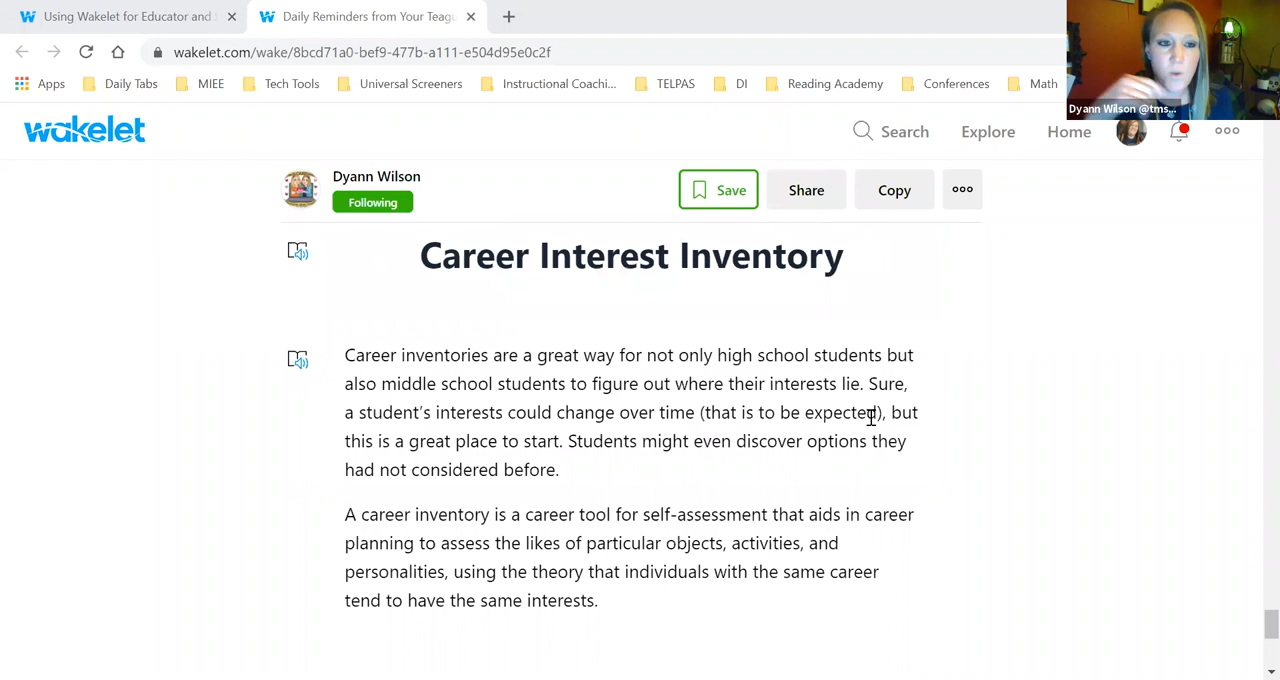 Using Wakelet for Educator and
Daily Reminders from Your Teagu
wakelet.com/wake/8bcd71a0-bef9-477b-a111-e504d95e0c2f
Apps Daily Tabs MIEE Tech Tools Universal Screeners Instructional Coachi... TELPAS DI Reading Academy Conferences Math
Dyann Wilson @tms...
wakelet Search Explore Home
Dyann Wilson
Following
Save Share Copy
Career Interest Inventory
Career inventories are a great way for not only high school students but
also middle school students to figure out where their interests lie. Sure,
a student's interests could change over time (that is to be expected), but
this is a great place to start. Students might even discover options they
had not considered before.
A career inventory is a career tool for self-assessment that aids in career
planning to assess the likes of particular objects, activities, and
personalities, using the theory that individuals with the same career
tend to have the same interests.